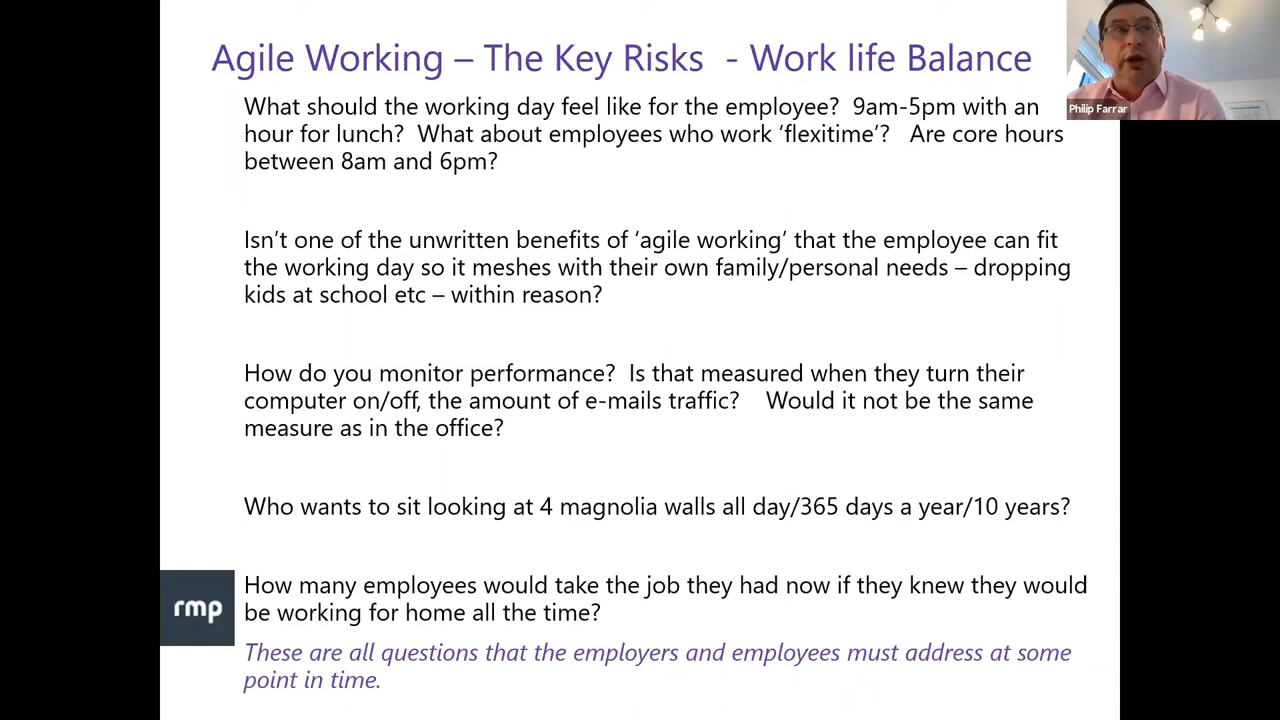 Agile Working – The Key Risks  - Work life Balance
Philip Farrar
What should the working day feel like for the employee?  9am-5pm with an
hour for lunch?  What about employees who work ‘flexitime’?   Are core hours
between 8am and 6pm?
Isn’t one of the unwritten benefits of ‘agile working’ that the employee can fit
the working day so it meshes with their own family/personal needs – dropping
kids at school etc – within reason?
How do you monitor performance?  Is that measured when they turn their
computer on/off, the amount of e-mails traffic?    Would it not be the same
measure as in the office?
Who wants to sit looking at 4 magnolia walls all day/365 days a year/10 years?
rmp
How many employees would take the job they had now if they knew they would
be working for home all the time?
These are all questions that the employers and employees must address at some
point in time.